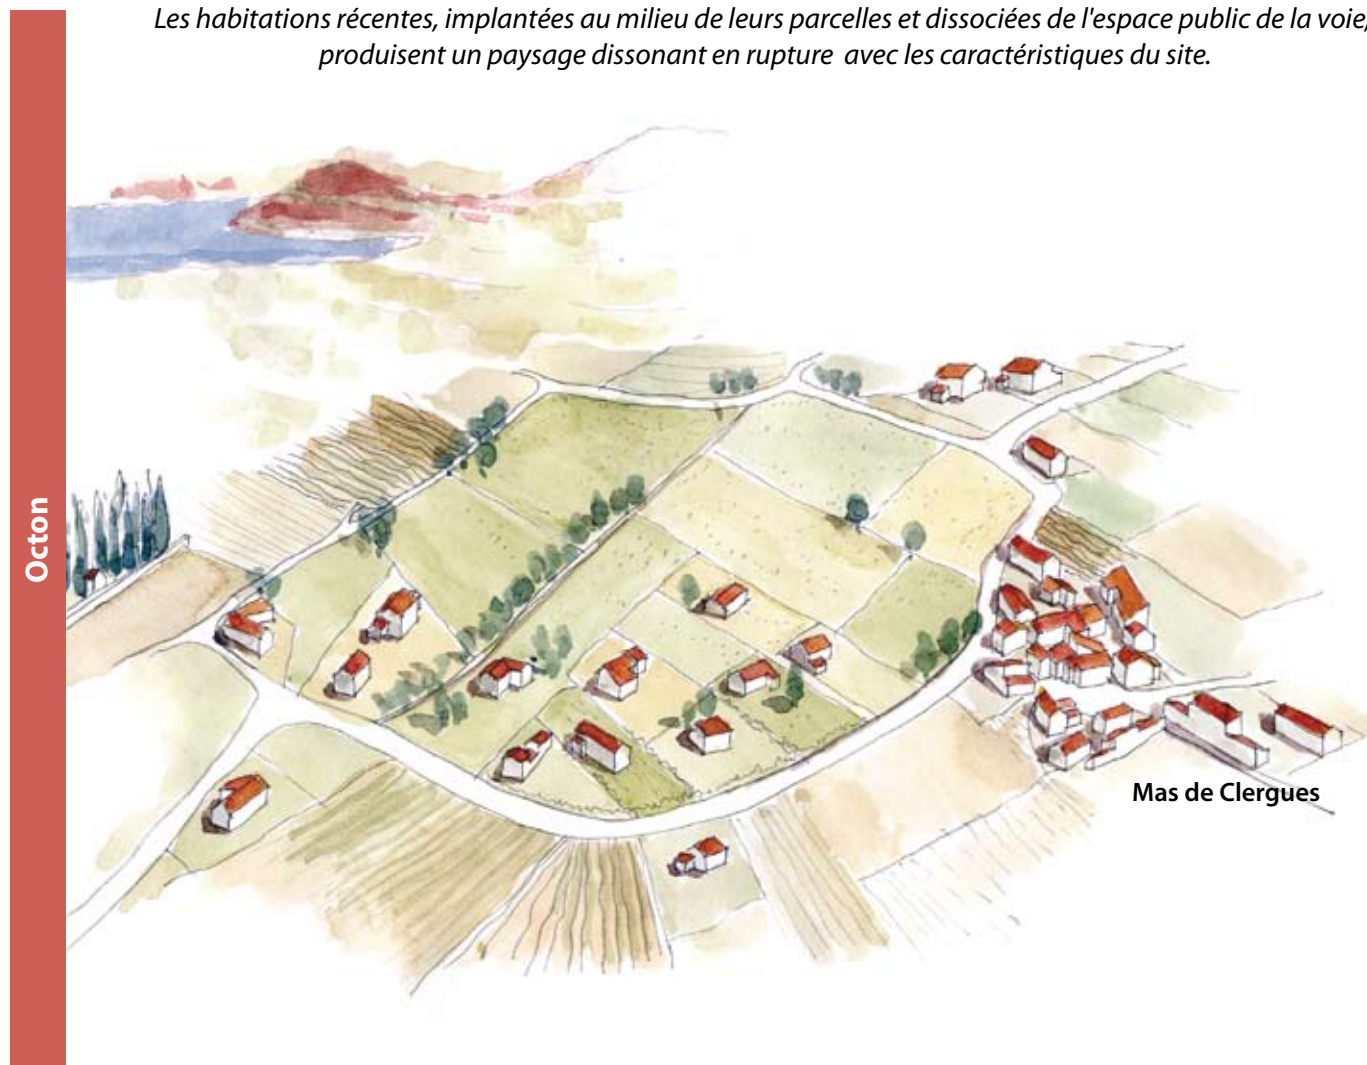 Les habitations récentes, implantées au milieu de leurs parcelles et dissociées de l'espace public de la voie,
produisent un paysage dissonant en rupture avec les caractéristiques du site.
Octon
Mas de Clergues